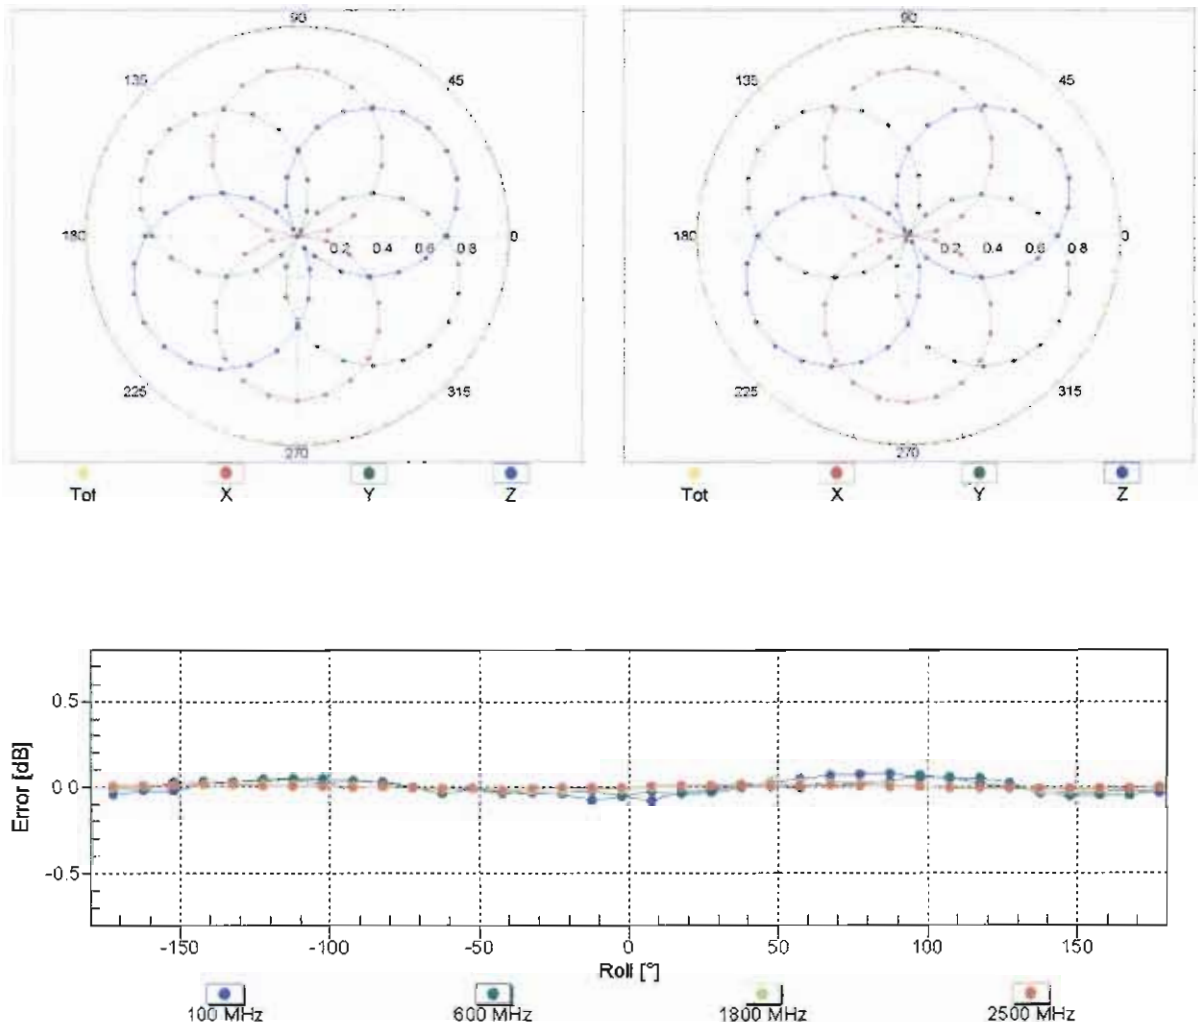 90 90
135 45 135 45
180 0.2 0.4 0.6 0.8 0 180 0.2 0.4 0.6 0.8 0
225 315 225 315
270 270
Tot X Y Z Tot X Y Z
0.5
0.0
-0.5
Error [dB]
-150 -100 -50 0 50 100 150
Roll [°]
100 MHz 600 MHz 1800 MHz 2500 MHz